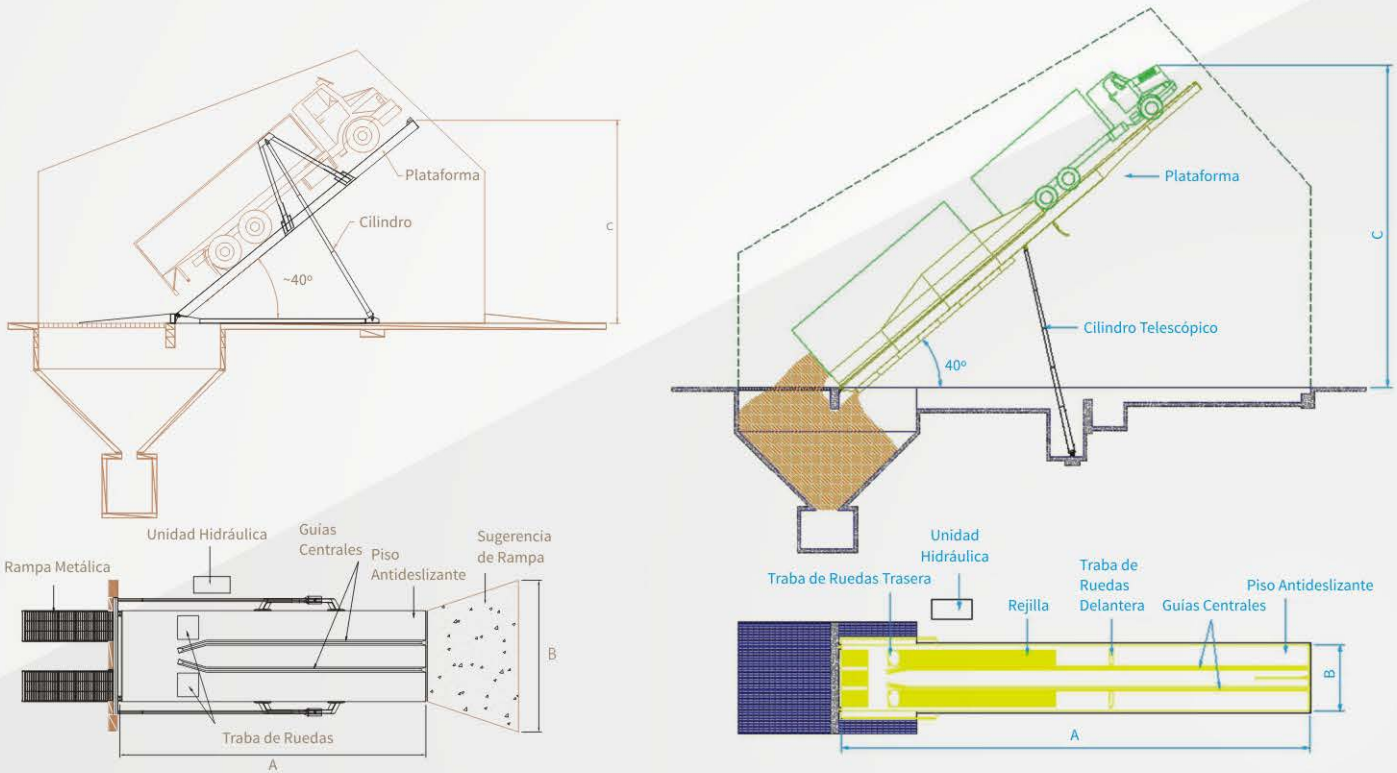 Plataforma
Cilindro
C
~40º
Unidad Hidráulica
Guías
Centrales
Piso
Antideslizante
Sugerencia
de Rampa
Rampa Metálica
B
Traba de Ruedas
A
Plataforma
C
Cilindro Telescópico
40º
Unidad
Hidráulica
Traba de Ruedas Trasera
Rejilla
Traba de
Ruedas
Delantera
Guías Centrales
Piso Antideslizante
B
A